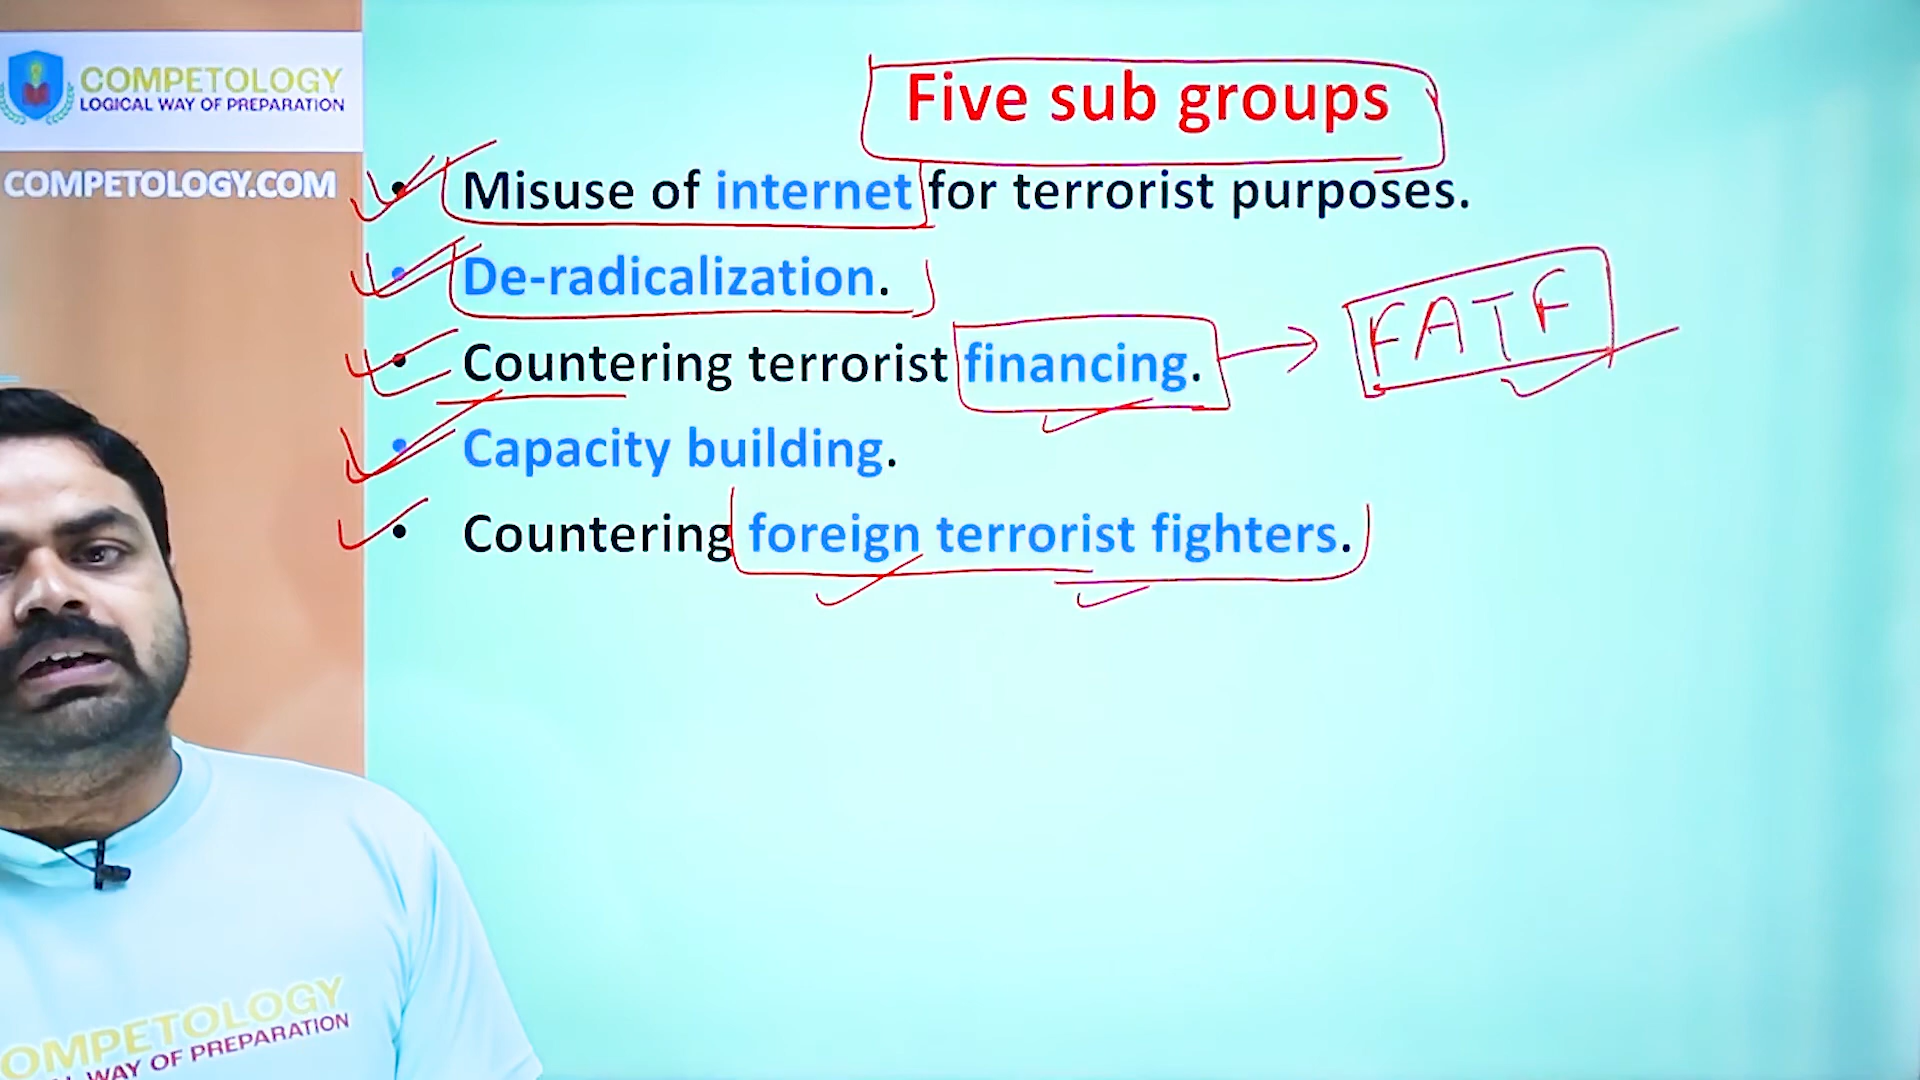 COMPETOLOGY
LOGICAL WAY OF PREPARATION
COMPETOLOGY.COM
Five sub groups
• Misuse of internet for terrorist purposes.
• De-radicalization.
• Countering terrorist financing. → FATF
• Capacity building.
• Countering foreign terrorist fighters.
OMPETOLOGY
WAY OF PREPARATION